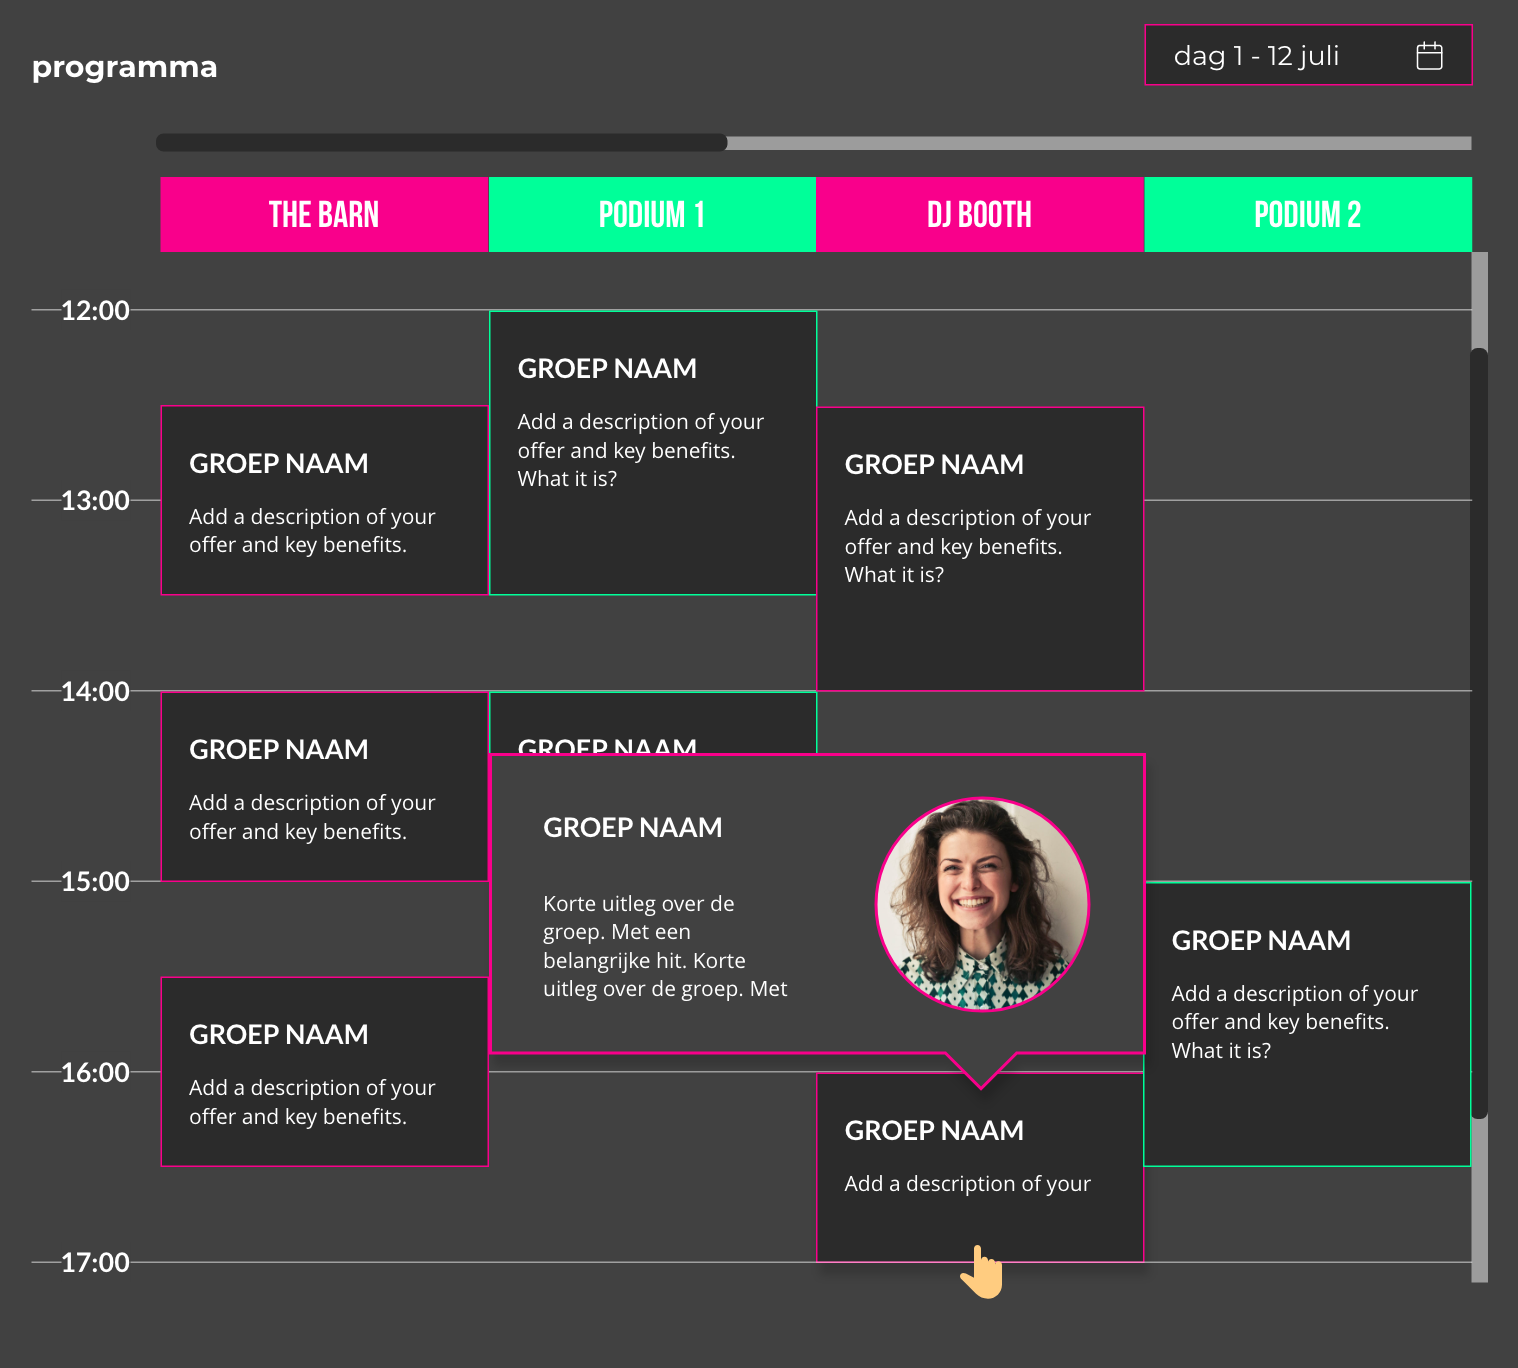 programma
dag 1 - 12 juli
THE BARN
PODIUM 1
DJ BOOTH
PODIUM 2
12:00
GROEP NAAM
Add a description of your
offer and key benefits.
What it is?
GROEP NAAM
Add a description of your
offer and key benefits.
GROEP NAAM
Add a description of your
offer and key benefits.
What it is?
13:00
14:00
GROEP NAAM
Add a description of your
offer and key benefits.
GROEP NAAM
GROEP NAAM
Korte uitleg over de
groep. Met een
belangrijke hit. Korte
uitleg over de groep. Met
15:00
GROEP NAAM
Add a description of your
offer and key benefits.
What it is?
GROEP NAAM
Add a description of your
offer and key benefits.
16:00
GROEP NAAM
Add a description of your
17:00